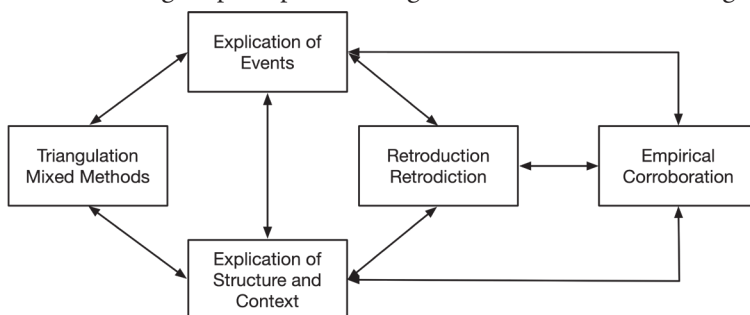 Explication of
Events
Triangulation
Mixed Methods
Retroduction
Retrodiction
Empirical
Corroboration
Explication of
Structure and
Context